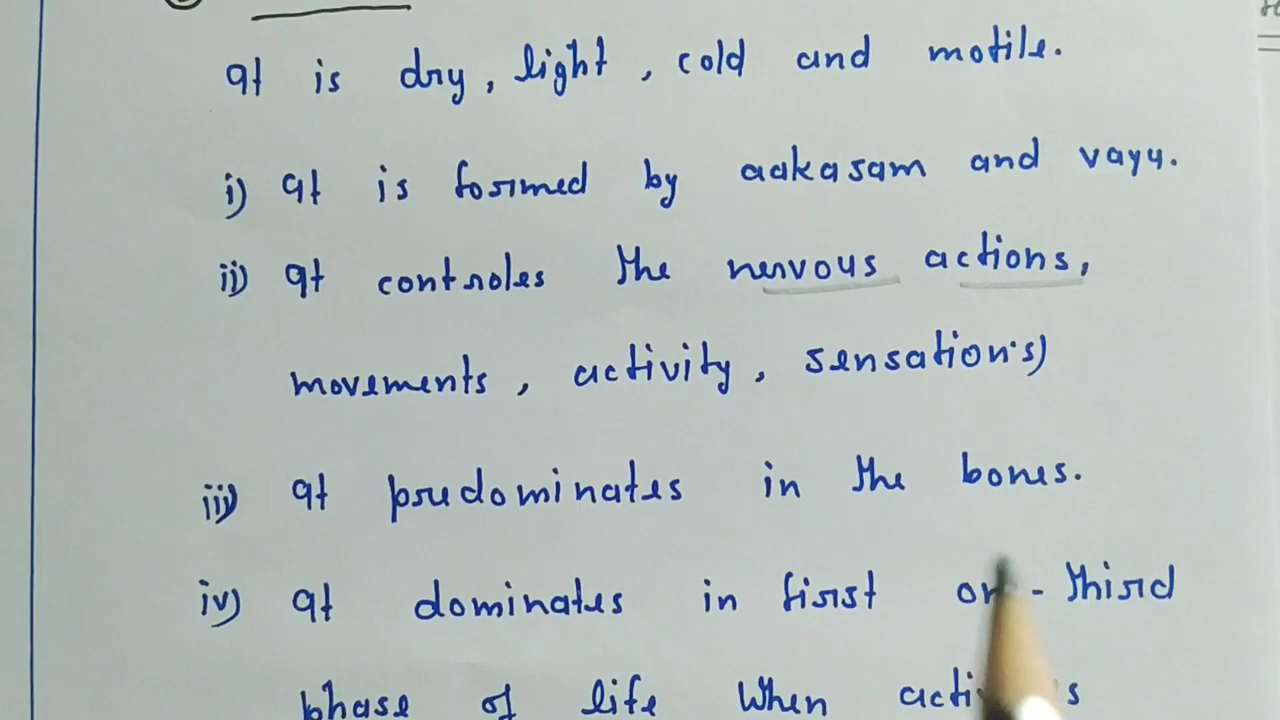 It is dry, light, cold and motile.
i) It is formed by aakasam and vayu.
ii) It controles the nervous actions,
movements, activity, sensations)
iii) It predominates in the bones.
iv) It dominates in first - third
phase of life when